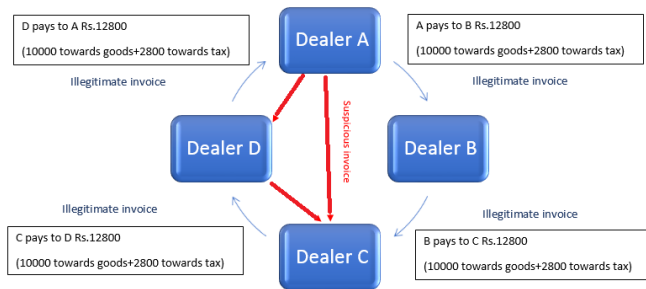 D pays to A Rs.12800
(10000 towards goods+2800 towards tax)
Illegitimate invoice
Dealer A
A pays to B Rs.12800
(10000 towards goods+2800 towards tax)
Illegitimate invoice
Dealer D
Suspicious invoice
Dealer B
Illegitimate invoice
C pays to D Rs.12800
(10000 towards goods+2800 towards tax)
Dealer C
Illegitimate invoice
B pays to C Rs.12800
(10000 towards goods+2800 towards tax)